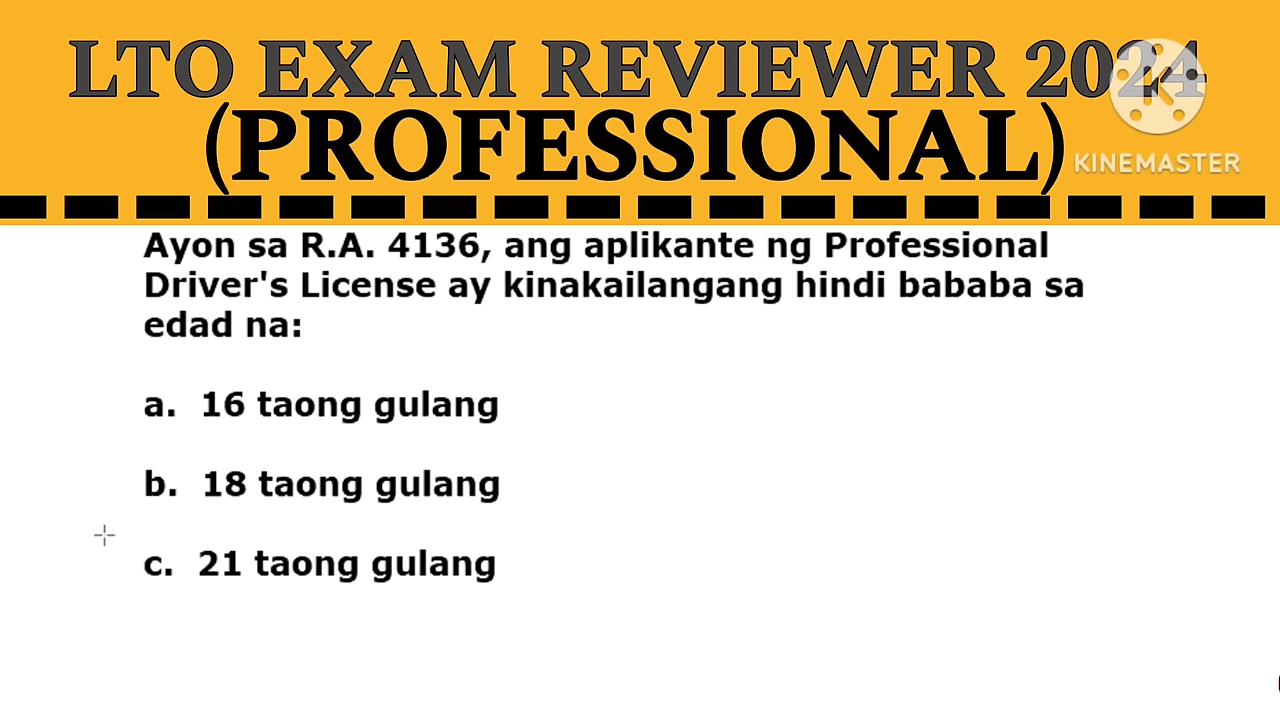 LTO EXAM REVIEWER 2024
(PROFESSIONAL)
KINEMASTER
Ayon sa R.A. 4136, ang aplikante ng Professional
Driver's License ay kinakailangang hindi bababa sa
edad na:
a. 16 taong gulang
b. 18 taong gulang
c. 21 taong gulang